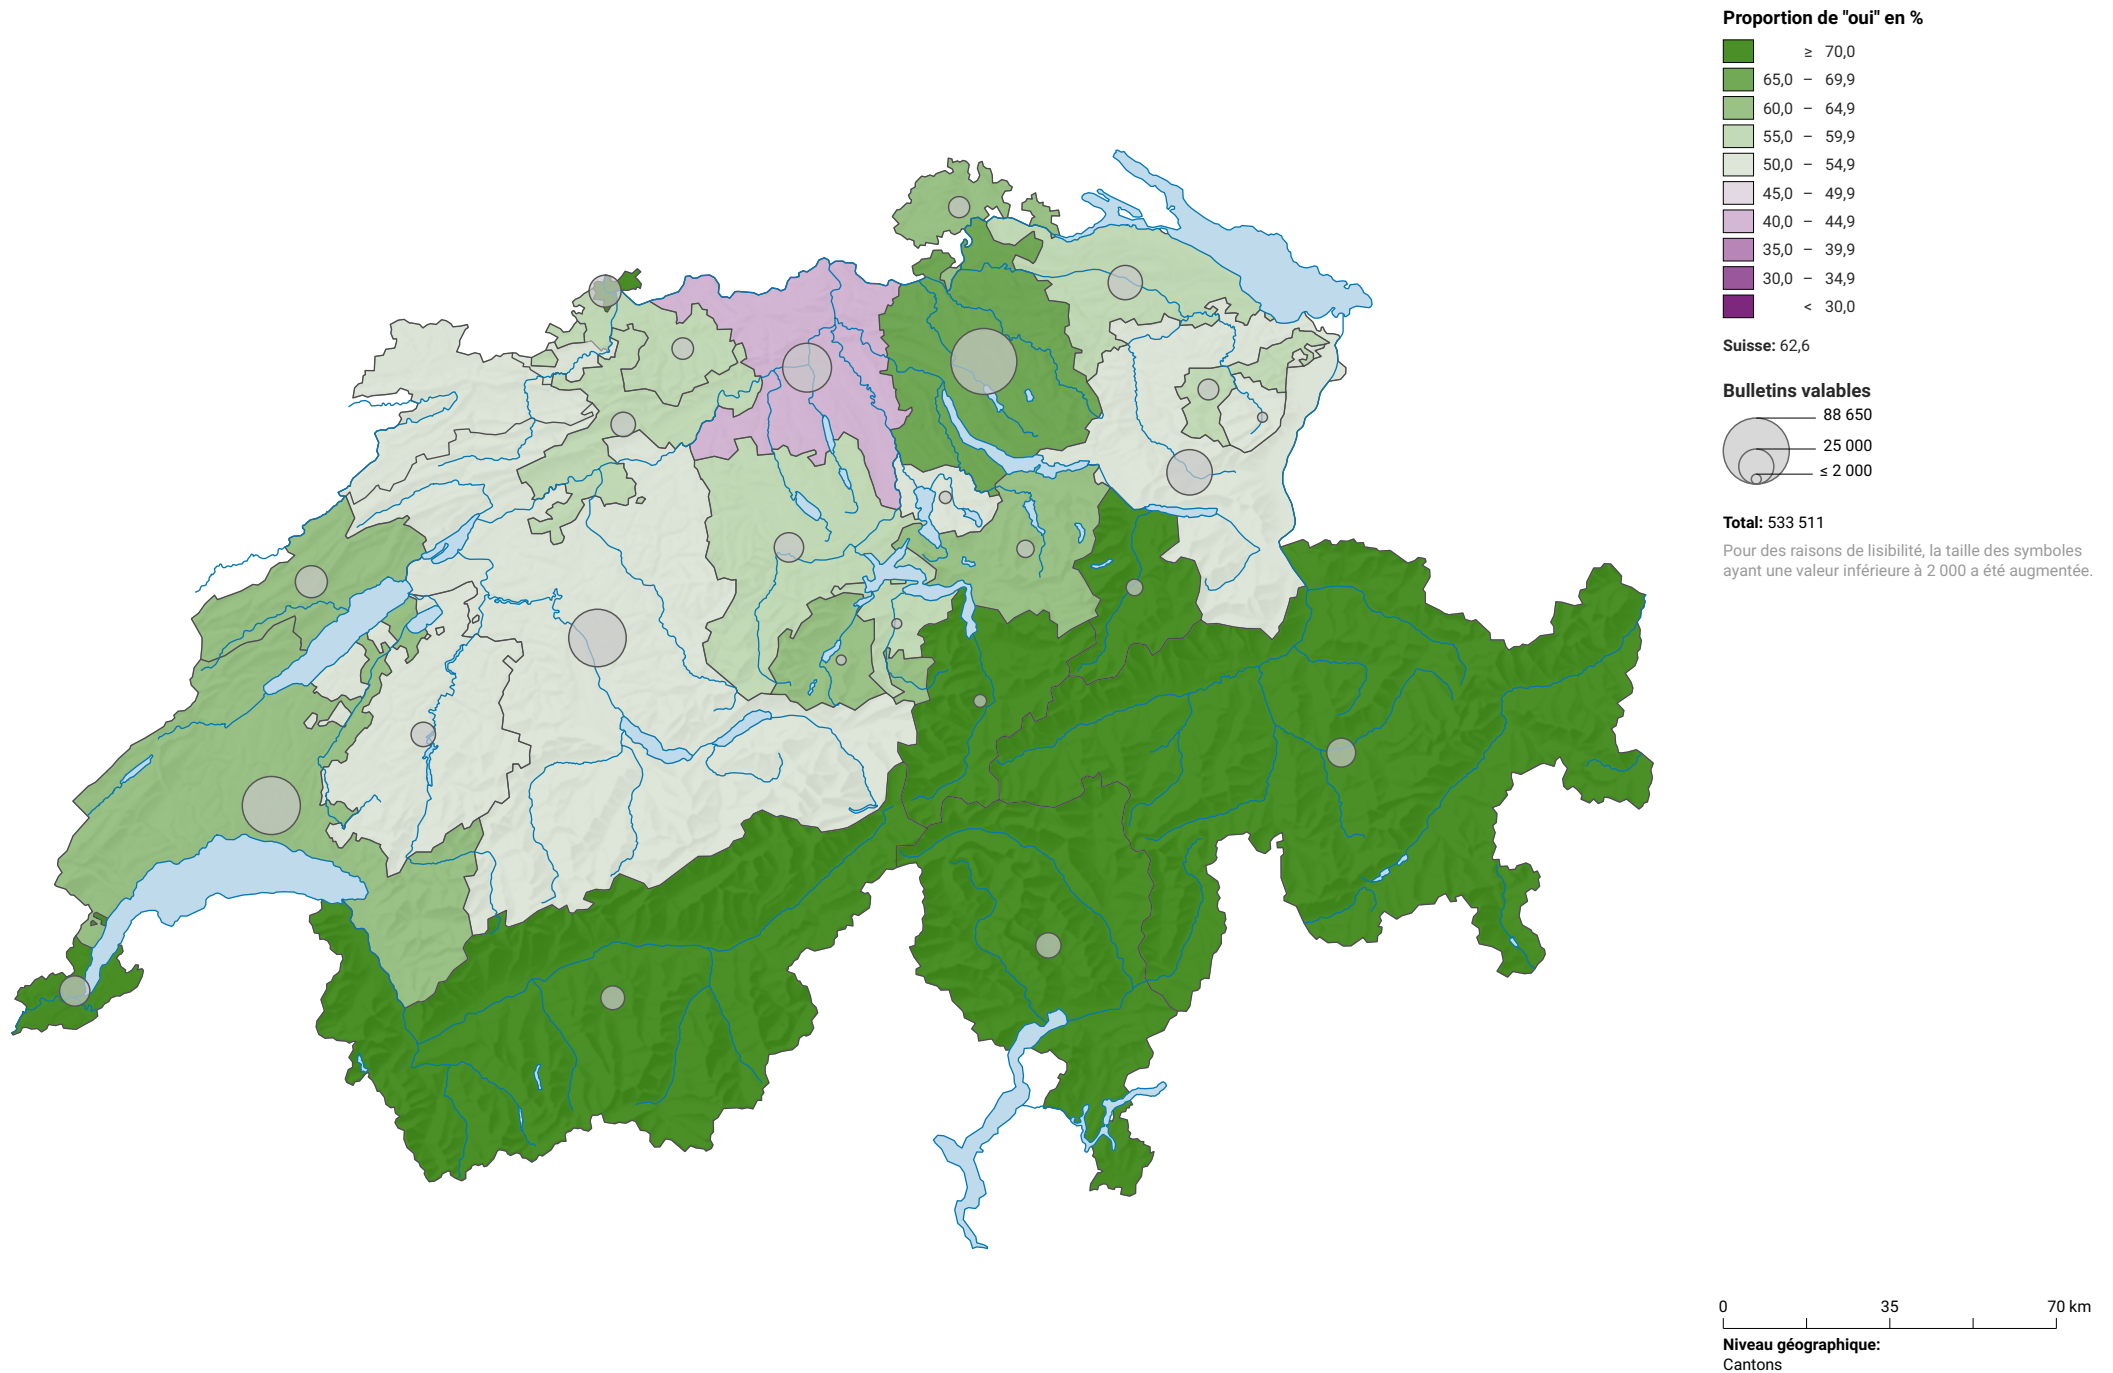 Proportion de "oui" en %
≥ 70,0
65,0 – 69,9
60,0 – 64,9
55,0 – 59,9
50,0 – 54,9
45,0 – 49,9
40,0 – 44,9
35,0 – 39,9
30,0 – 34,9
< 30,0
Suisse: 62,6
Bulletins valables
88 650
25 000
≤ 2 000
Total: 533 511
Pour des raisons de lisibilité, la taille des symboles
ayant une valeur inférieure à 2 000 a été augmentée.
0 35 70 km
Niveau géographique:
Cantons